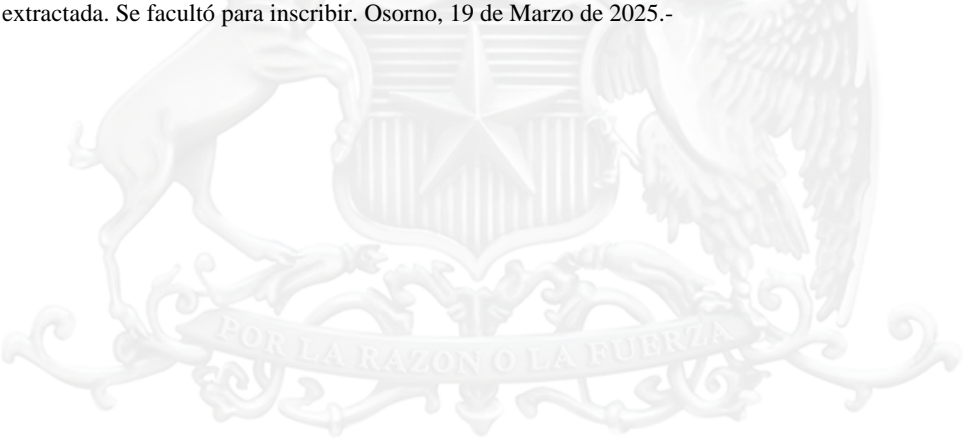 extractada. Se facultó para inscribir. Osorno, 19 de Marzo de 2025.-
POR LA RAZON O LA FUERZA